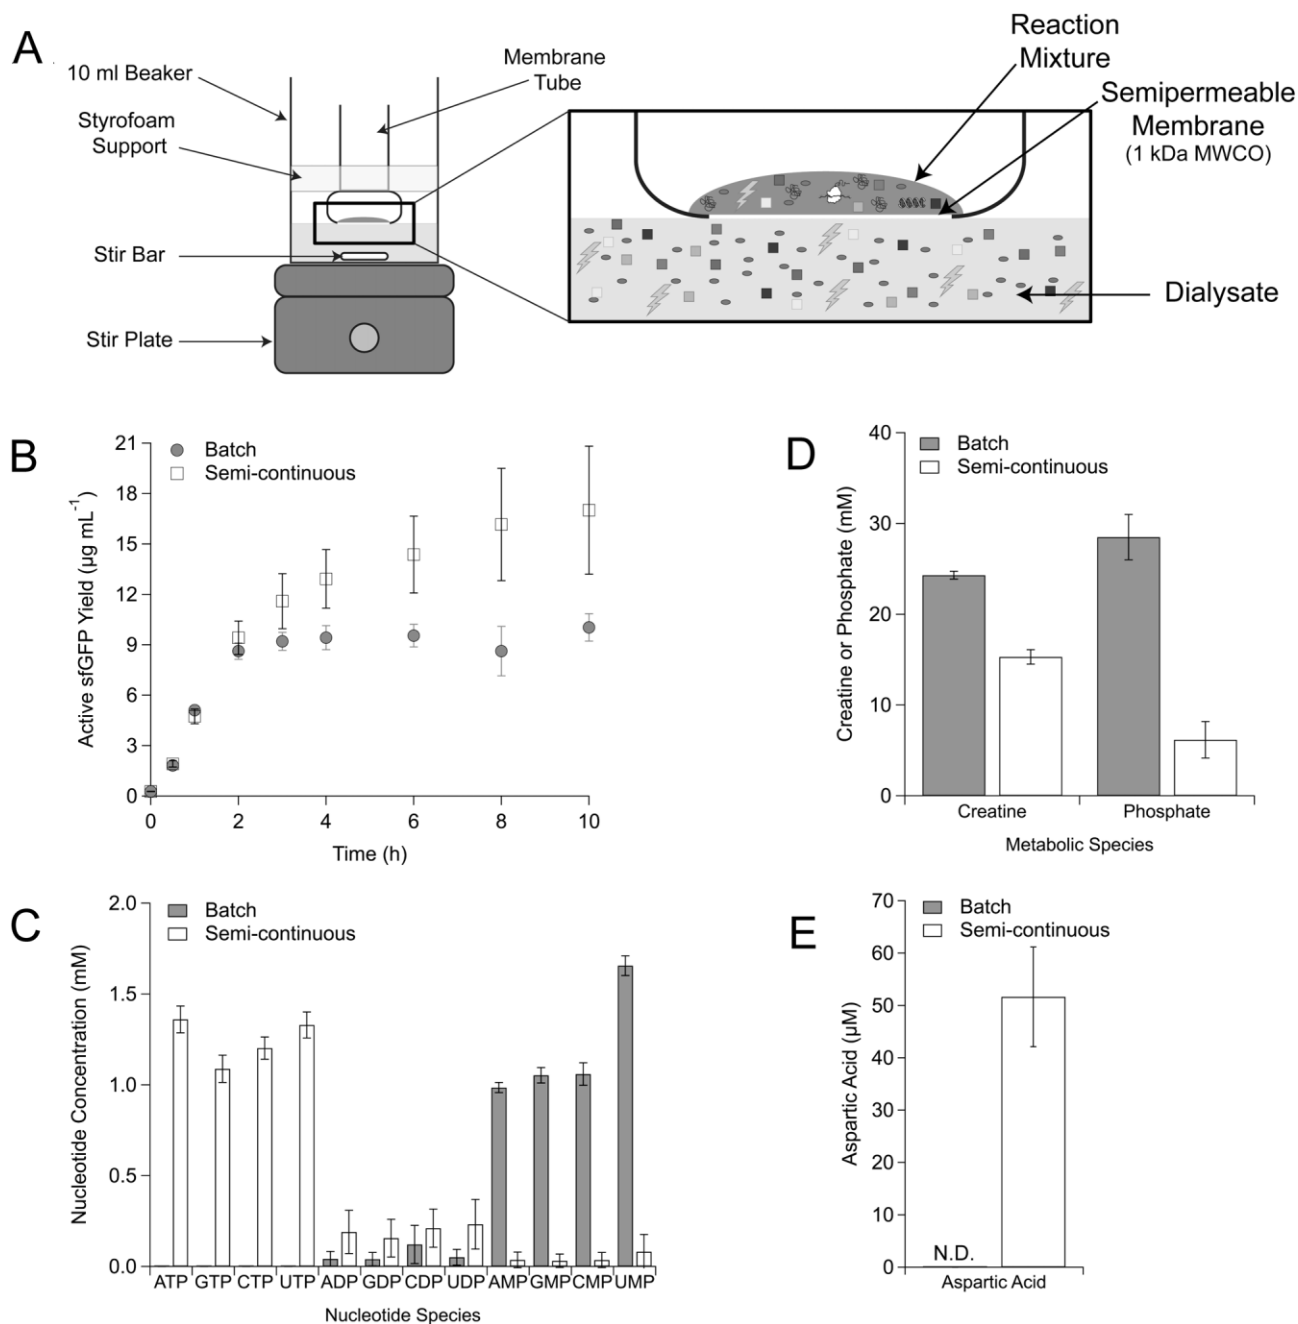 A
10 ml Beaker
Styrofoam
Support
Stir Bar
Stir Plate
Membrane
Tube
Reaction
Mixture
Semipermeable
Membrane
(1 kDa MWCO)
Dialysate
B
Batch
Semi-continuous
Active sfGFP Yield (µg mL⁻¹)
21
18
15
12
9
6
3
0
0 2 4 6 8 10
Time (h)
D
Batch
Semi-continuous
Creatine or Phosphate (mM)
40
30
20
10
0
Creatine Phosphate
Metabolic Species
C
Batch
Semi-continuous
Nucleotide Concentration (mM)
2.0
1.5
1.0
0.5
0.0
ATP GTP CTP UTP ADP GDP CDP UDP AMP GMP CMP UMP
Nucleotide Species
E
Batch
Semi-continuous
Aspartic Acid (µM)
70
60
50
40
30
20
10
0
N.D.
Aspartic Acid